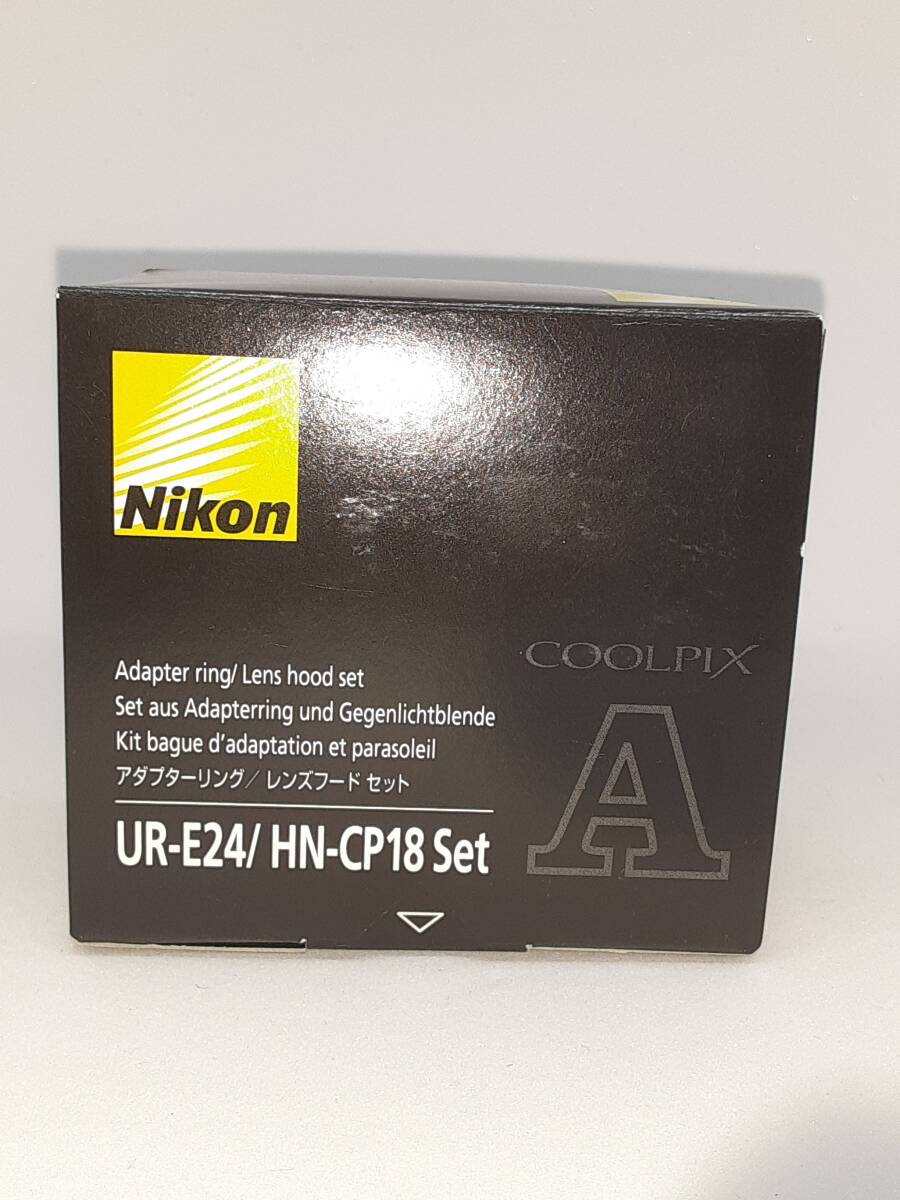 Nikon
COOLPIX
A
Adapter ring/ Lens hood set
Set aus Adapterring und Gegenlichtblende
Kit bague d'adaptation et parasoleil
アダプターリング/ レンズフード セット
UR-E24/ HN-CP18 Set